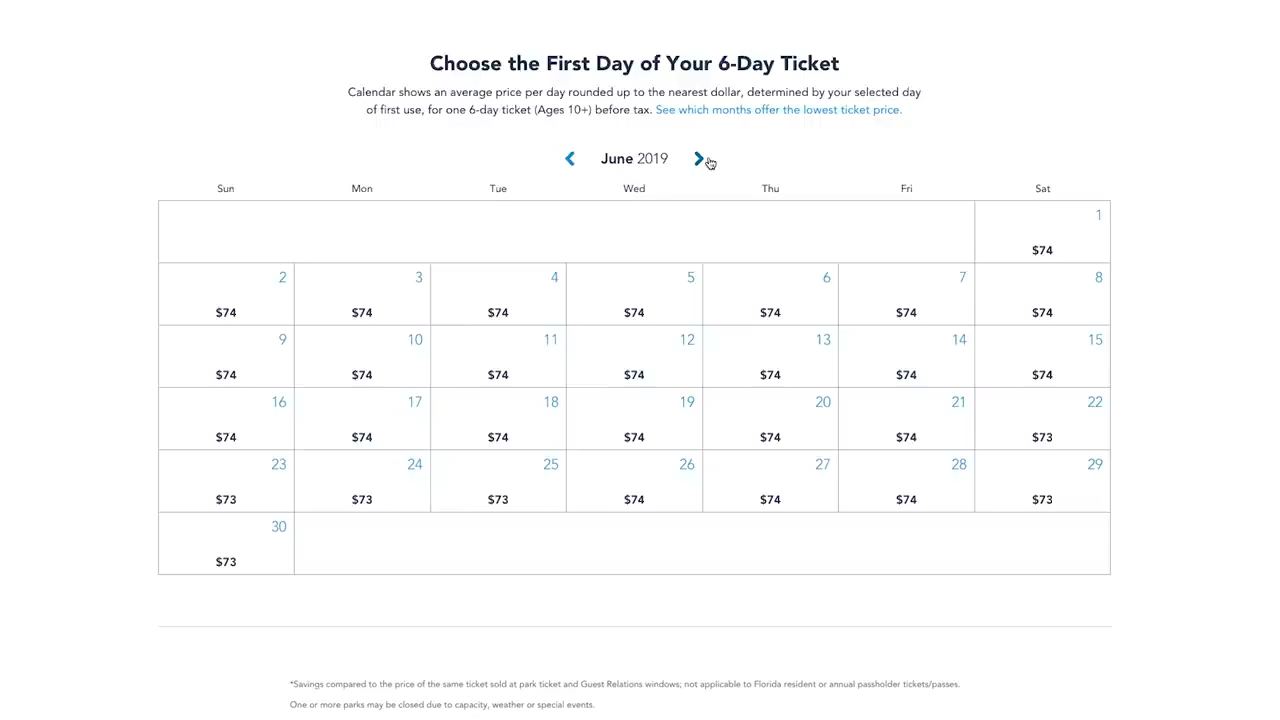 Choose the First Day of Your 6-Day Ticket
Calendar shows an average price per day rounded up to the nearest dollar, determined by your selected day
of first use, for one 6-day ticket (Ages 10+) before tax. See which months offer the lowest ticket price.
June 2019
Sun Mon Tue Wed Thu Fri Sat
1
$74
2 3 4 5 6 7 8
$74 $74 $74 $74 $74 $74 $74
9 10 11 12 13 14 15
$74 $74 $74 $74 $74 $74 $74
16 17 18 19 20 21 22
$74 $74 $74 $74 $74 $74 $73
23 24 25 26 27 28 29
$73 $73 $73 $74 $74 $74 $73
30
$73
*Savings compared to the price of the same ticket sold at park ticket and Guest Relations windows; not applicable to Florida resident or annual passholder tickets/passes.
One or more parks may be closed due to capacity, weather or special events.